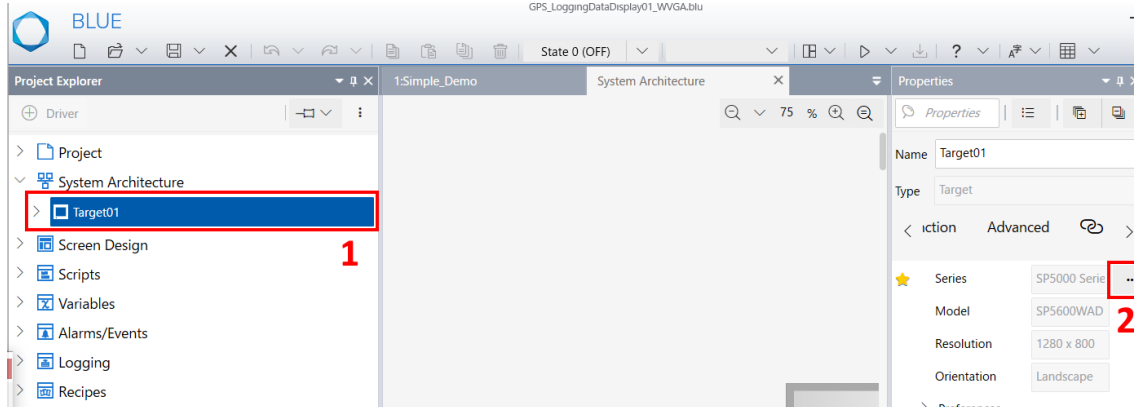 GPS_LoggingDataDisplay01_WVGA.blu
BLUE
State 0 (OFF)
Project Explorer
1:Simple_Demo
System Architecture
Properties
Driver
75 %
Properties
Project
Name Target01
System Architecture
Type Target
Target01
1
ction Advanced
Screen Design
Scripts
Series SP5000 Serie ..
Variables
Model SP5600WAD
2
Alarms/Events
Resolution 1280 x 800
Logging
Orientation Landscape
Recipes